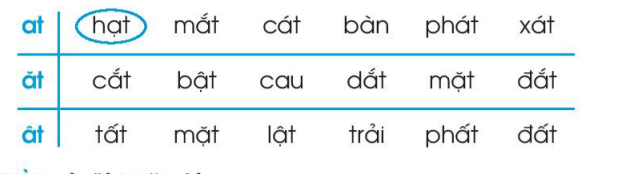 at hạt mắt cát bàn phát xát
ăt cắt bật cau dắt mặt đắt
ât tất mặt lật trải phất đất